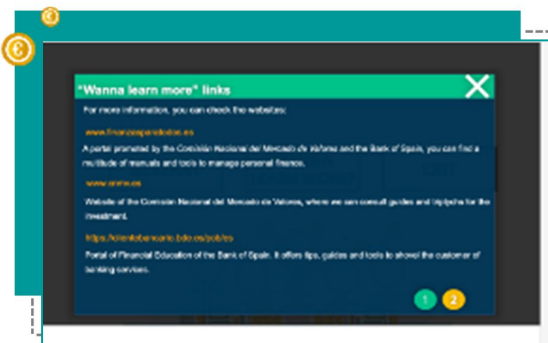 "Wanna learn more" links
For more information, you can check the websites:
www.finanzasparatodos.es
A portal promoted by the Comisión Nacional del Mercado de Valores and the Bank of Spain, you can find a
multitude of manuals and tools to manage personal finance.
www.cnmv.es
Website of the Comisión Nacional del Mercado de Valores, where we can consult guides and triptychs for the
investment.
https://clientebancario.bde.es/pcb/es
Portal of Financial Education of the Bank of Spain. It offers tips, guides and tools to the customer of
banking services.
1 2